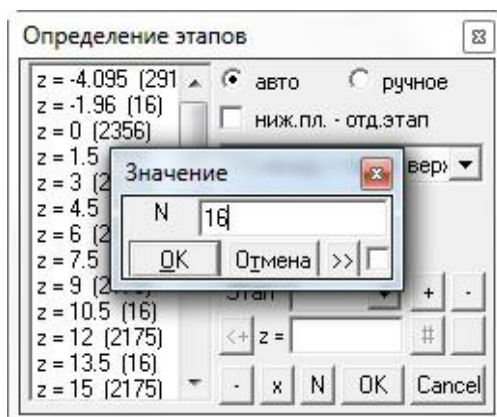 Определение этапов
z = -4.095 (291
z = -1.96 (16)
z = 0 (2356)
z = 1.5
z = 3 (2
z = 4.5
z = 6 (2
z = 7.5
z = 9 (2
z = 10.5 (16)
z = 12 (2175)
z = 13.5 (16)
z = 15 (2175)
авто
ручное
ниж.пл. - отд.этап
верх
Значение
N 16
OK Отмена >>
Этап + -
<+ z = #
- x N OK Cancel